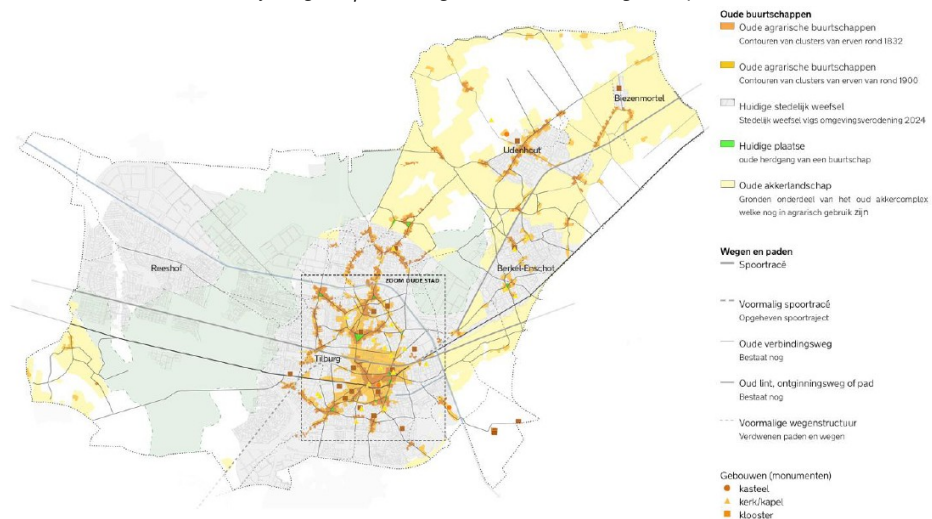 Oude buurtschappen
Oude agrarische buurtschappen
Contouren van clusters van erven rond 1832
Oude agrarische buurtschappen
Contouren van clusters van erven van rond 1900
Huidige stedelijk weefsel
Stedelijk weefsel vigs omgevingsverodening 2024
Huidige plaatse
oude herdgang van een buurtschap
Oude akkerlandschap
Gronden onderdeel van het oud akkercomplex
welke nog in agrarisch gebruik zijn
Wegen en paden
Spoortracé
Voormalig spoortracé
Opgeheven spoortraject
Oude verbindingsweg
Bestaat nog
Oud lint, ontginningsweg of pad
Bestaat nog
Voormalige wegenstructuur
Verdwenen paden en wegen
Gebouwen (monumenten)
kasteel
kerk/kapel
klooster
Biezenmortel
Udenhout
Reeshof
Berkel-Enschot
ZOOM OUDE STAD
Tilburg